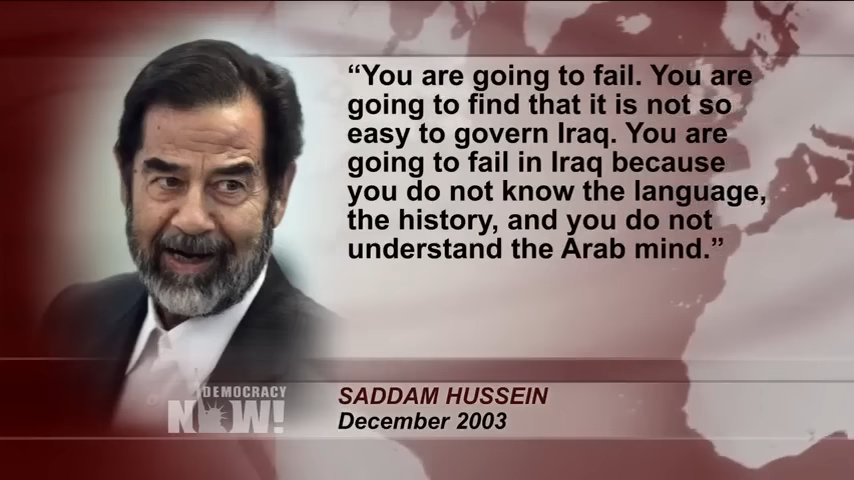 “You are going to fail. You are
going to find that it is not so
easy to govern Iraq. You are
going to fail in Iraq because
you do not know the language,
the history, and you do not
understand the Arab mind.”
DEMOCRACY
NOW!
SADDAM HUSSEIN
December 2003